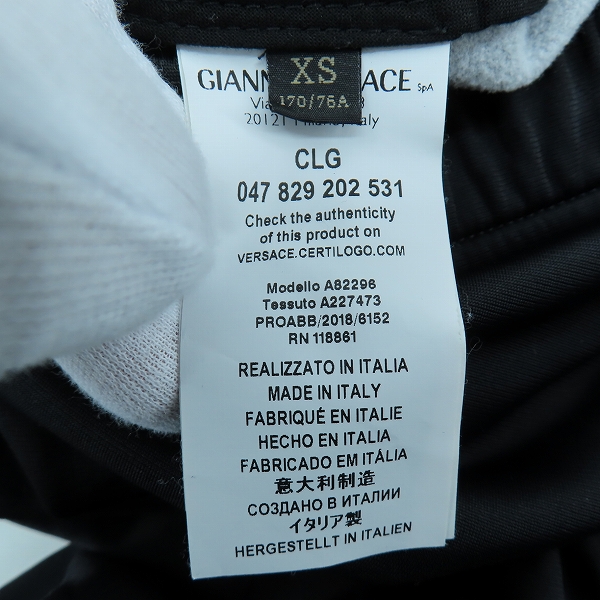 XS
170/76A
GIANN ACE SpA
Via
20121 Italy
CLG
047 829 202 531
Check the authenticity
of this product on
VERSACE.CERTILOGO.COM
Modello A82296
Tessuto A227473
PROABB/2018/6152
RN 118861
REALIZZATO IN ITALIA
MADE IN ITALY
FABRIQUÉ EN ITALIE
HECHO EN ITALIA
FABRICADO EM ITÁLIA
意大利制造
СОЗДАНО В ИТАЛИИ
イタリア製
HERGESTELLT IN ITALIEN